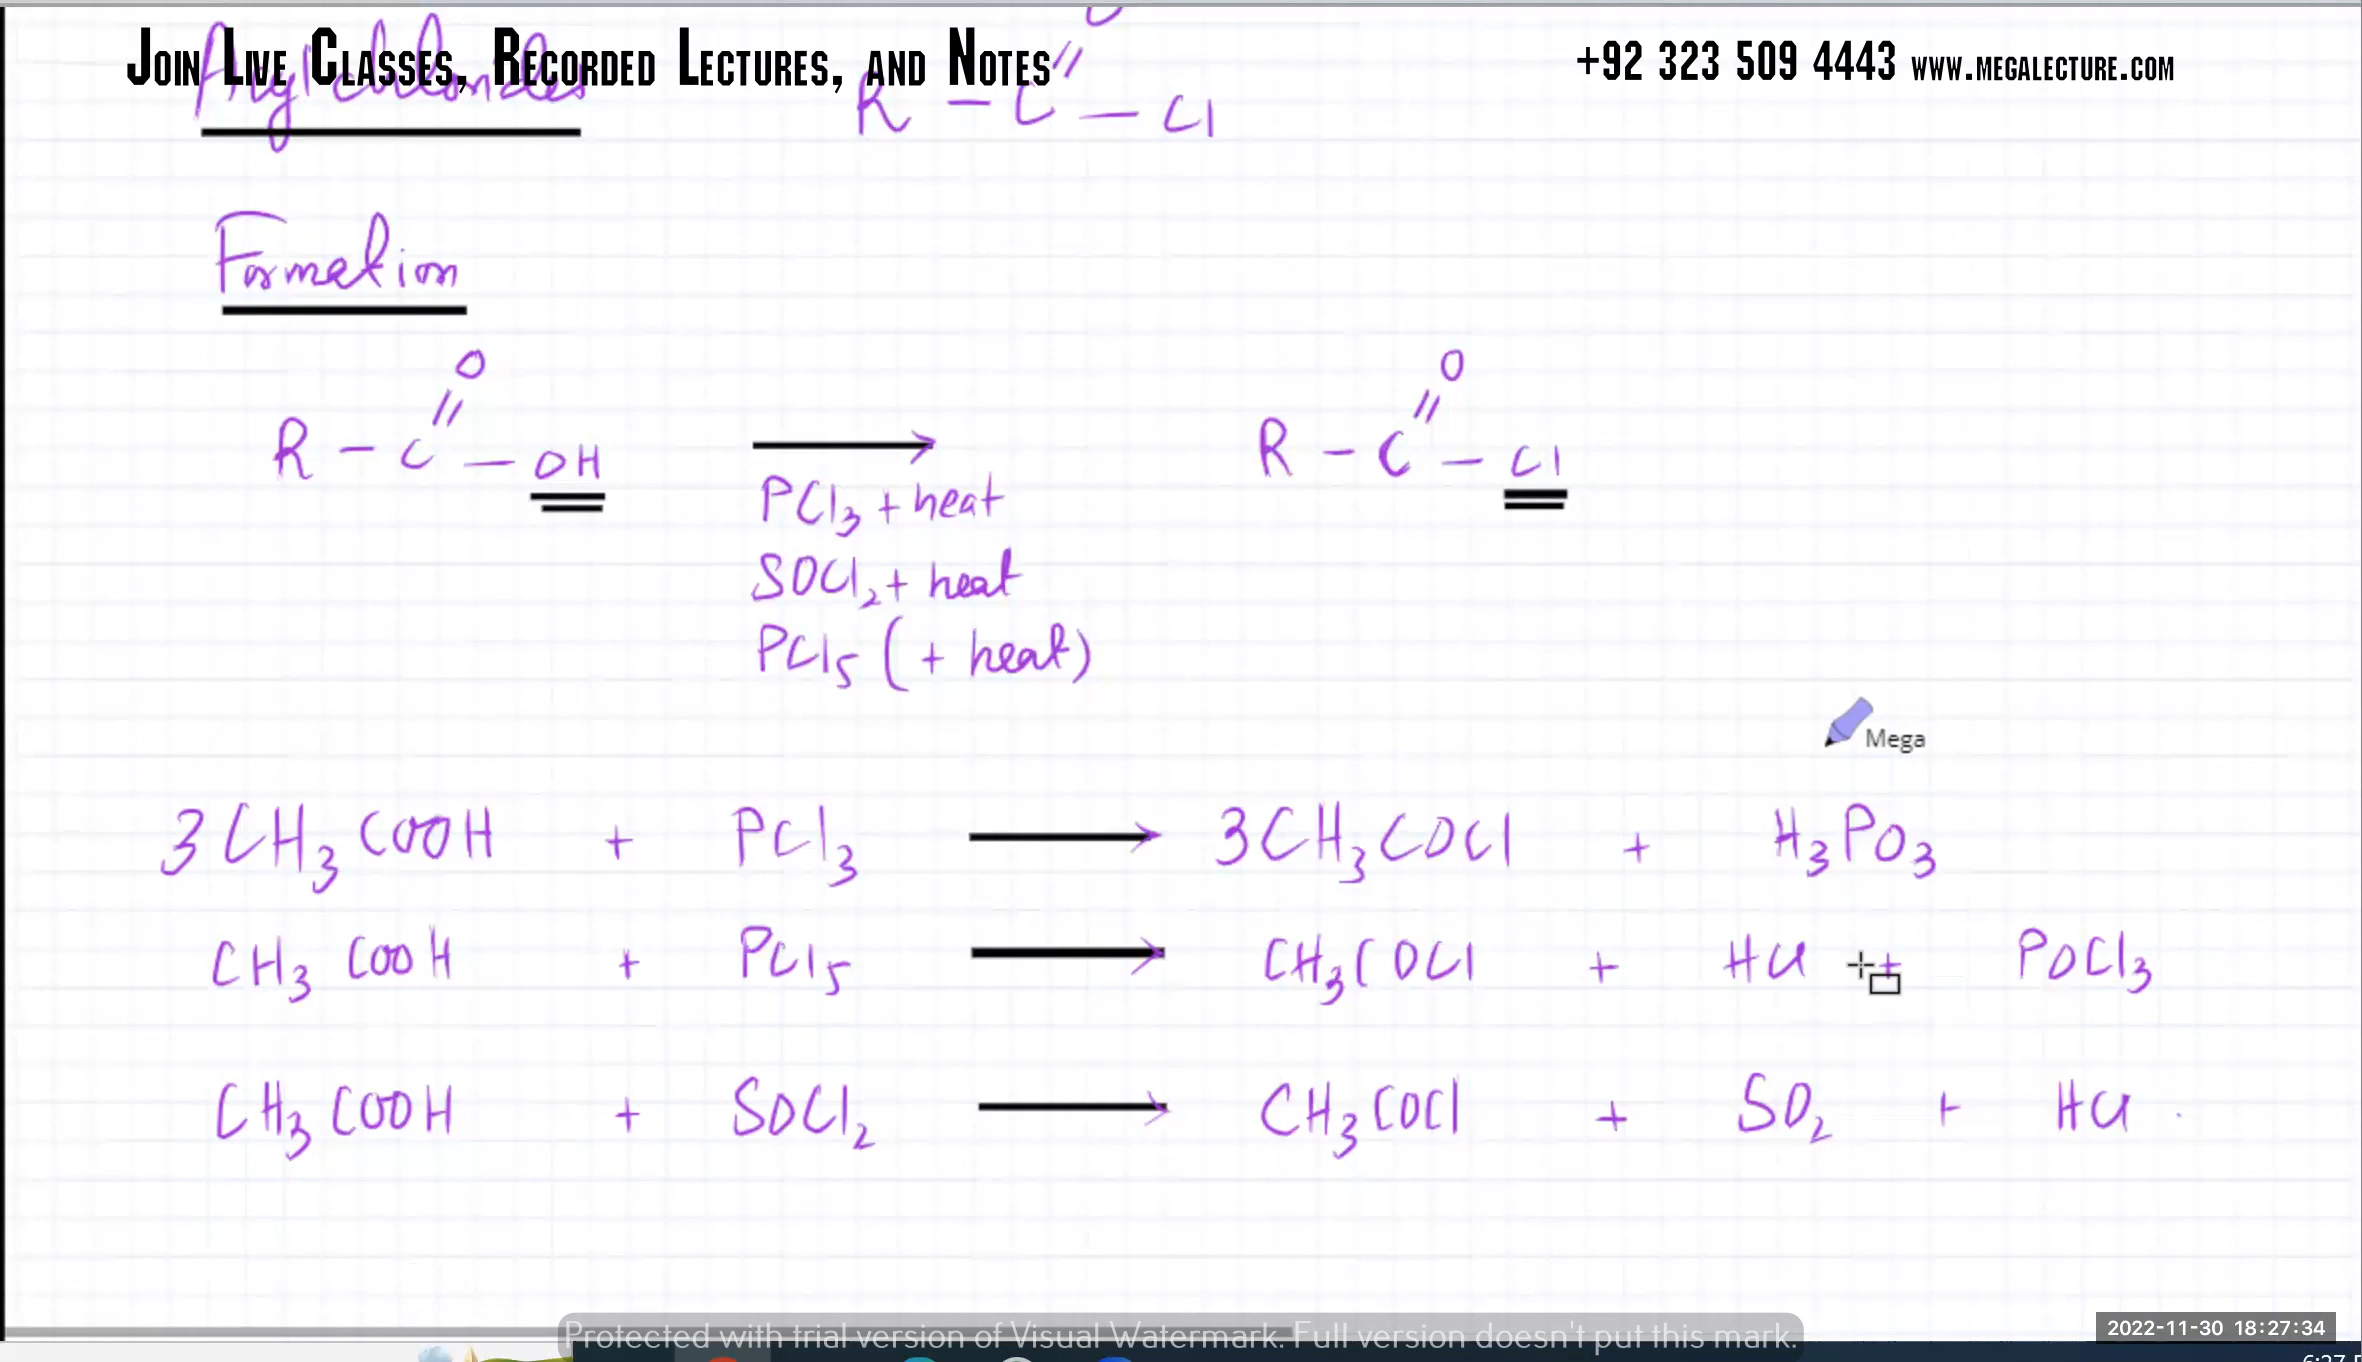 JOIN LIVE CLASSES, RECORDED LECTURES, AND NOTES +92 323 509 4443 WWW.MEGALECTURE.COM
Acylchlorides R - C - Cl
Formation
O O
R - C - OH R - C - Cl
PCl3 + heat
SOCl2 + heat
PCl5 (+ heat)
Mega
3CH3COOH + PCl3 → 3CH3COCl + H3PO3
CH3COOH + PCl5 → CH3COCl + HCl + POCl3
CH3COOH + SOCl2 → CH3COCl + SO2 + HCl .
Protected with trial version of Visual Watermark. Full version doesn't put this mark.
2022-11-30 18:27:34